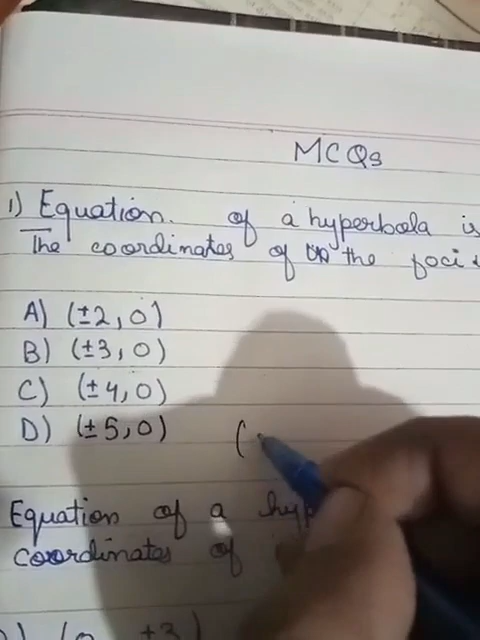 MCQs
1) Equation. of a hyperbola is
The coordinates of the foci
A) (±2, 0)
B) (±3, 0)
C) (±4, 0)
D) (±5, 0) (
Equation of a hyp
coordinates of